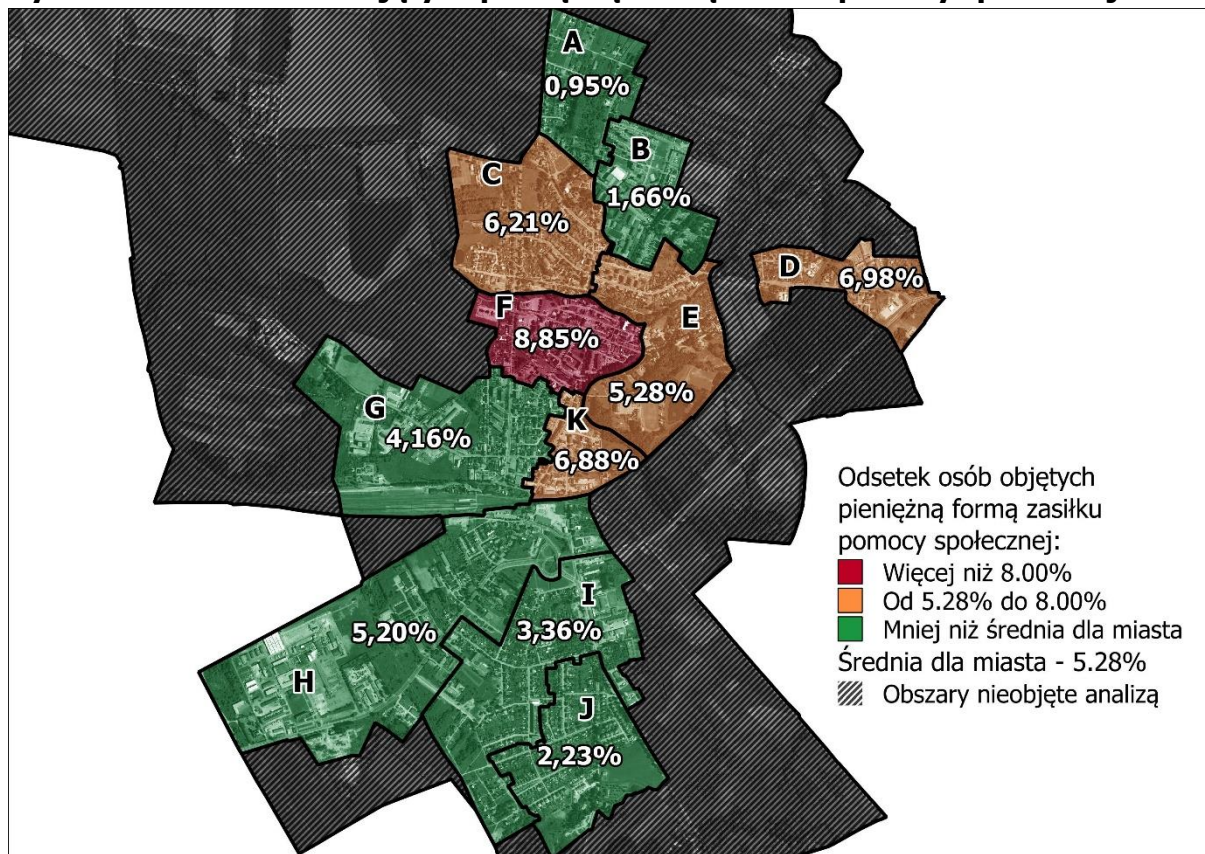 A
0,95%
B
1,66%
C
6,21%
D
6,98%
E
5,28%
F
8,85%
G
4,16%
K
6,88%
H
5,20%
I
3,36%
J
2,23%
Odsetek osób objętych
pieniężną formą zasiłku
pomocy społecznej:
Więcej niż 8.00%
Od 5.28% do 8.00%
Mniej niż średnia dla miasta
Średnia dla miasta - 5.28%
Obszary nieobjęte analizą